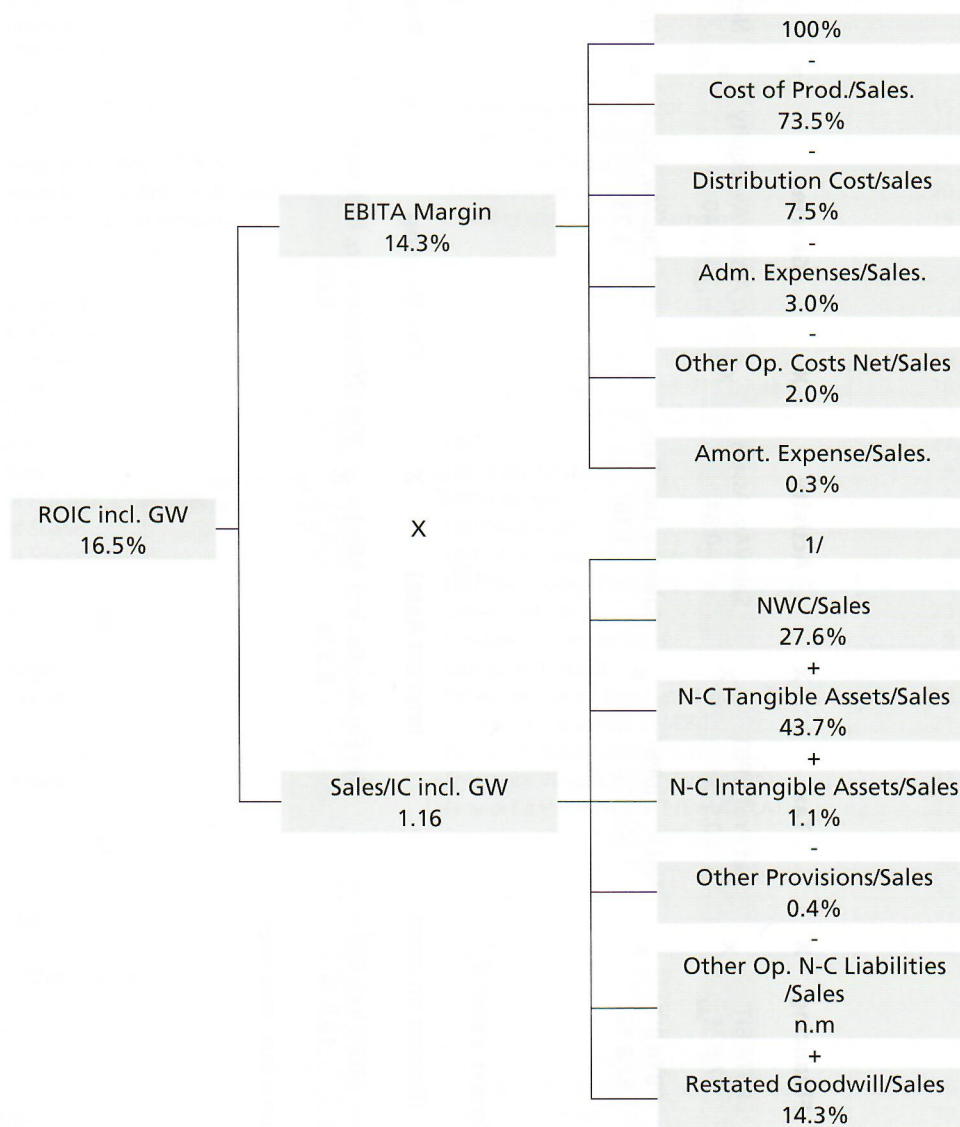 100%
-
Cost of Prod./Sales.
73.5%
-
Distribution Cost/sales
7.5%
-
EBITA Margin
14.3%
Adm. Expenses/Sales.
3.0%
-
Other Op. Costs Net/Sales
2.0%
Amort. Expense/Sales.
0.3%
ROIC incl. GW
16.5%
X
1/
NWC/Sales
27.6%
+
N-C Tangible Assets/Sales
43.7%
+
Sales/IC incl. GW
1.16
N-C Intangible Assets/Sales
1.1%
-
Other Provisions/Sales
0.4%
-
Other Op. N-C Liabilities
/Sales
n.m
+
Restated Goodwill/Sales
14.3%